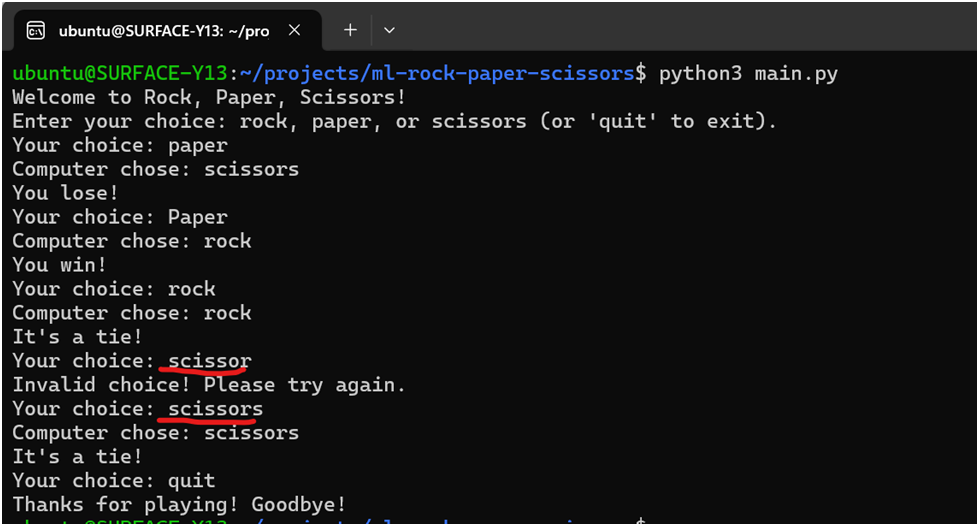 ubuntu@SURFACE-Y13: ~/pro
ubuntu@SURFACE-Y13:~/projects/ml-rock-paper-scissors$ python3 main.py
Welcome to Rock, Paper, Scissors!
Enter your choice: rock, paper, or scissors (or 'quit' to exit).
Your choice: paper
Computer chose: scissors
You lose!
Your choice: Paper
Computer chose: rock
You win!
Your choice: rock
Computer chose: rock
It's a tie!
Your choice: scissor
Invalid choice! Please try again.
Your choice: scissors
Computer chose: scissors
It's a tie!
Your choice: quit
Thanks for playing! Goodbye!